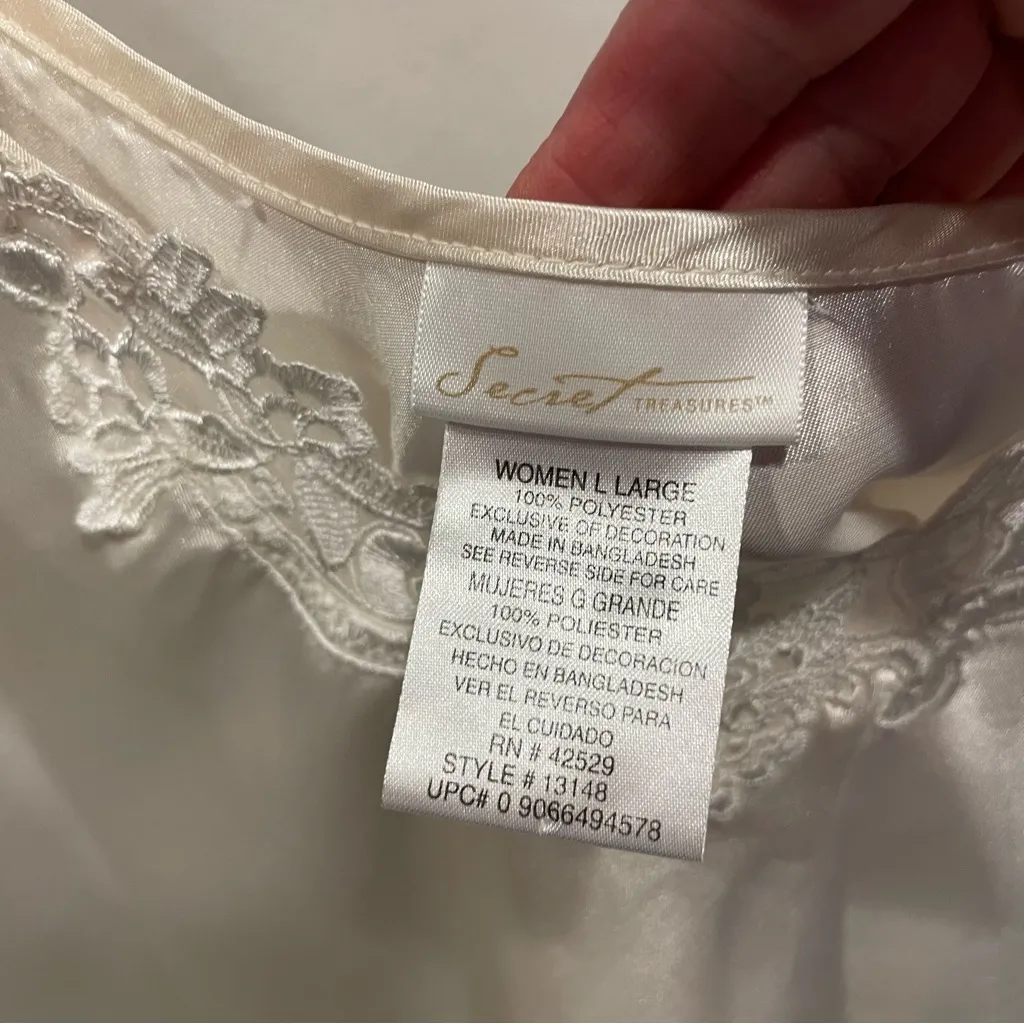 Secret TREASURES™
WOMEN L LARGE
100% POLYESTER
EXCLUSIVE OF DECORATION
MADE IN BANGLADESH
SEE REVERSE SIDE FOR CARE
MUJERES G GRANDE
100% POLIESTER
EXCLUSIVO DE DECORACION
HECHO EN BANGLADESH
VER EL REVERSO PARA
EL CUIDADO
RN # 42529
STYLE # 13148
UPC# 0 9066494578